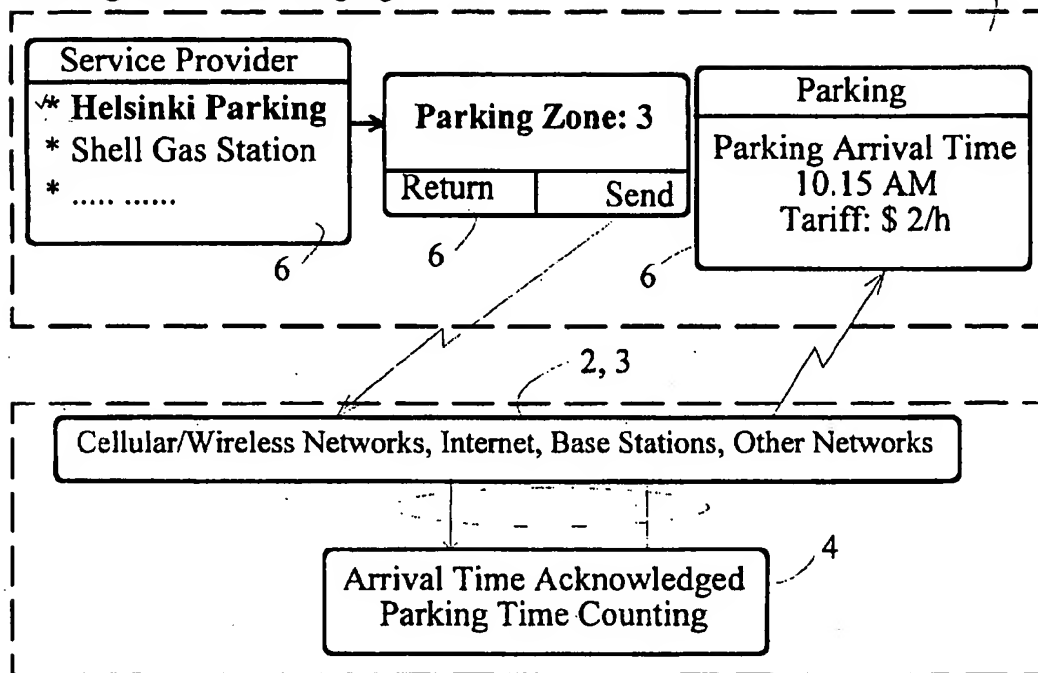 Service Provider
* Helsinki Parking
* Shell Gas Station
* ..... ......
6
Parking Zone: 3
Return
Send
6
Parking
Parking Arrival Time
10.15 AM
Tariff: $ 2/h
6
2, 3
Cellular/Wireless Networks, Internet, Base Stations, Other Networks
Arrival Time Acknowledged
Parking Time Counting
4